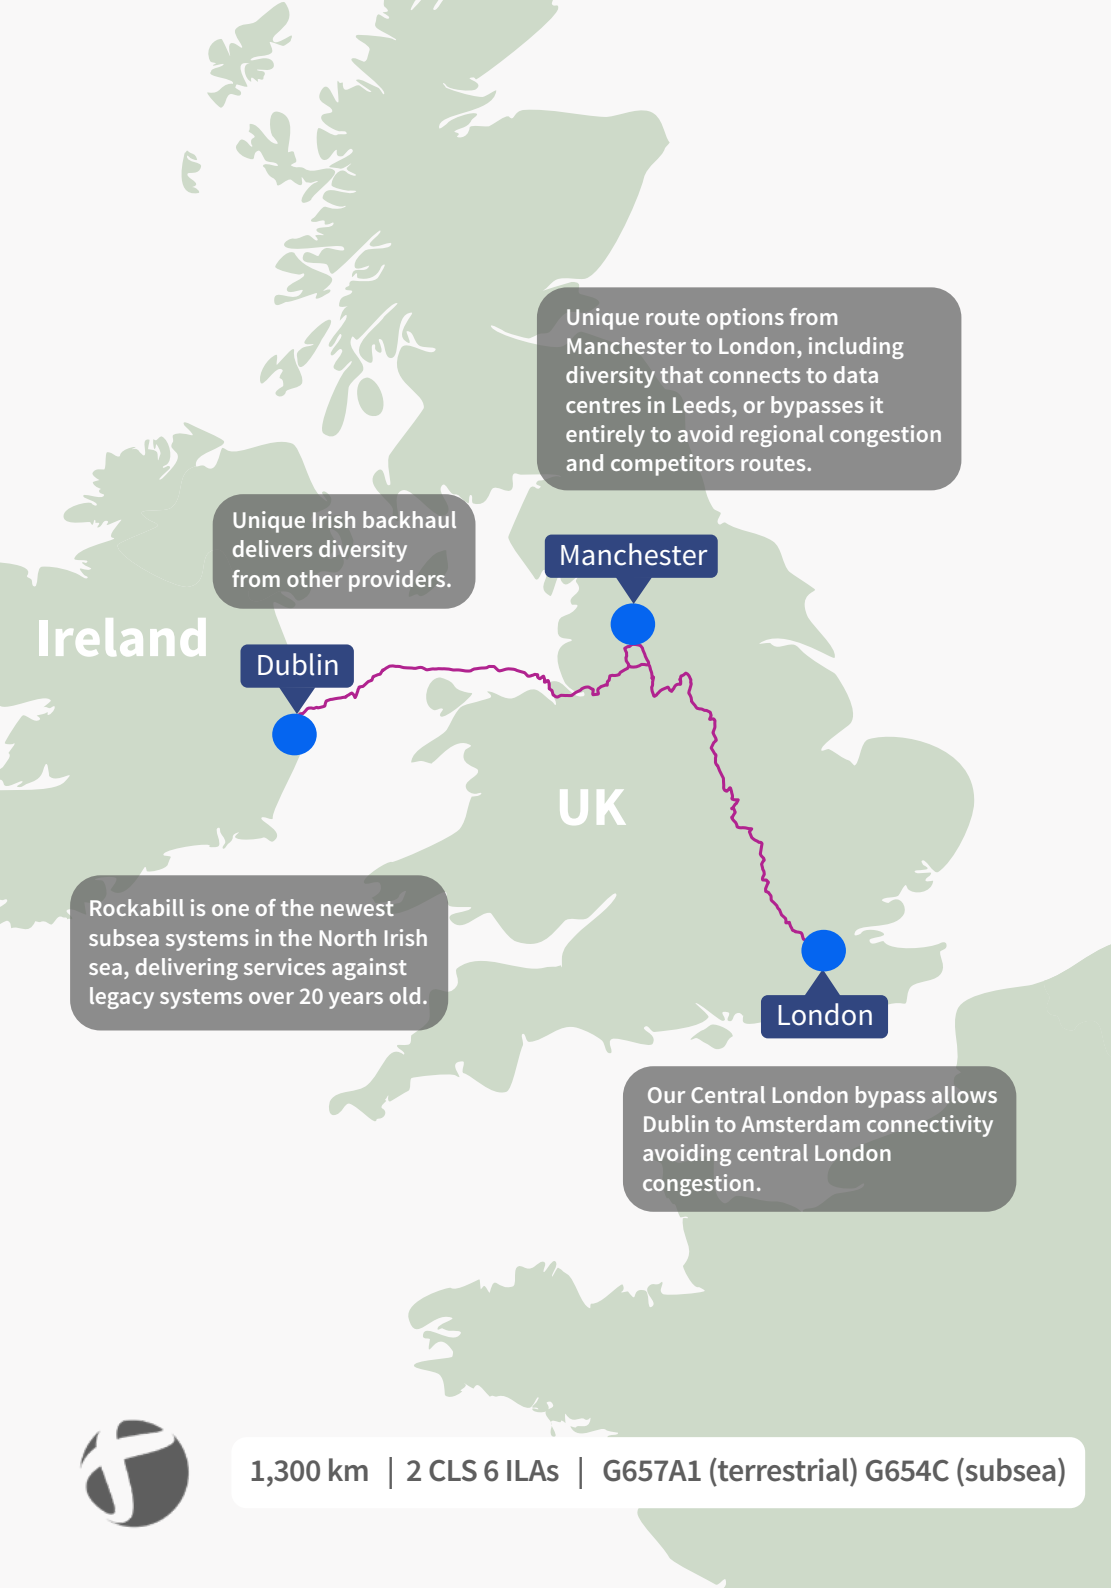 Unique route options from
Manchester to London, including
diversity that connects to data
centres in Leeds, or bypasses it
entirely to avoid regional congestion
and competitors routes.
Unique Irish backhaul
delivers diversity
from other providers.
Manchester
Ireland
Dublin
UK
Rockabill is one of the newest
subsea systems in the North Irish
sea, delivering services against
legacy systems over 20 years old.
London
Our Central London bypass allows
Dublin to Amsterdam connectivity
avoiding central London
congestion.
1,300 km | 2 CLS 6 ILAs | G657A1 (terrestrial) G654C (subsea)